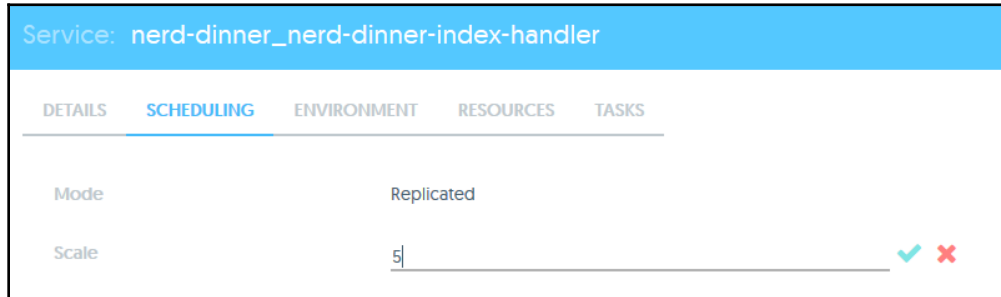 Service: nerd-dinner_nerd-dinner-index-handler
DETAILS SCHEDULING ENVIRONMENT RESOURCES TASKS
Mode Replicated
Scale 5